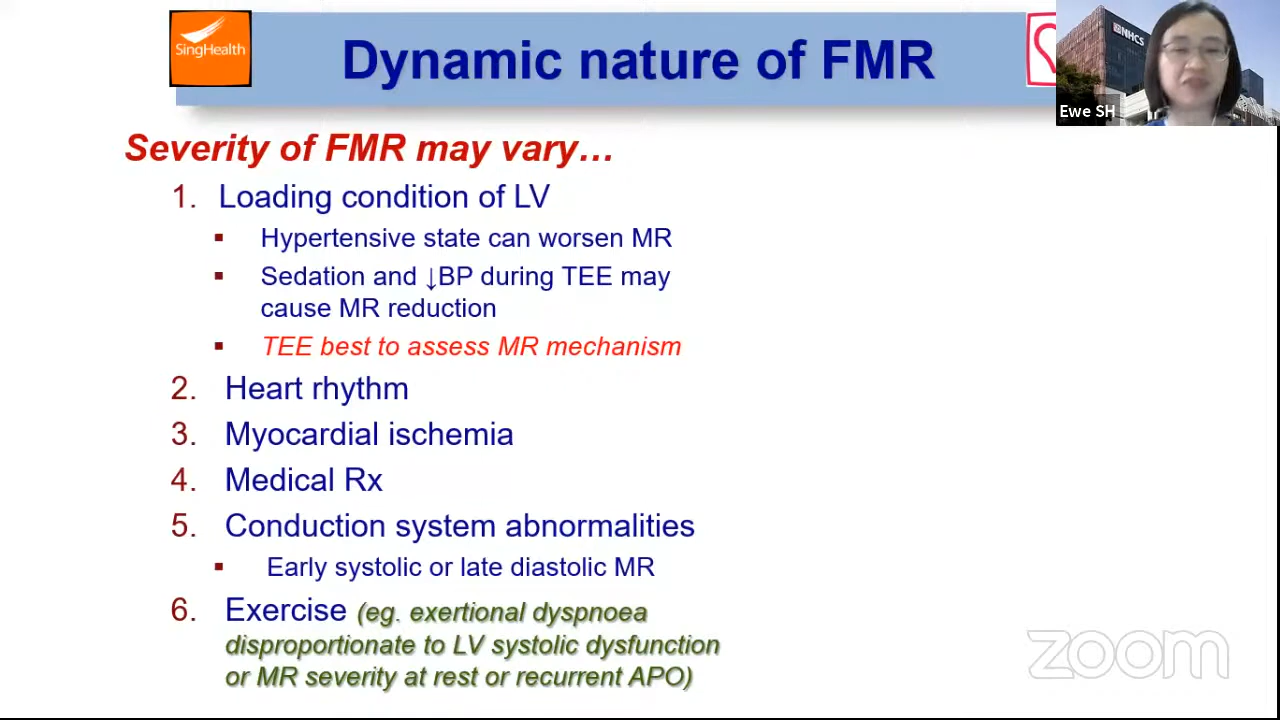 SingHealth
Dynamic nature of FMR
NHCS
Ewe SH
Severity of FMR may vary…
1. Loading condition of LV
▪ Hypertensive state can worsen MR
▪ Sedation and ↓BP during TEE may
cause MR reduction
▪ TEE best to assess MR mechanism
2. Heart rhythm
3. Myocardial ischemia
4. Medical Rx
5. Conduction system abnormalities
▪ Early systolic or late diastolic MR
6. Exercise (eg. exertional dyspnoea
disproportionate to LV systolic dysfunction
or MR severity at rest or recurrent APO)
zoom